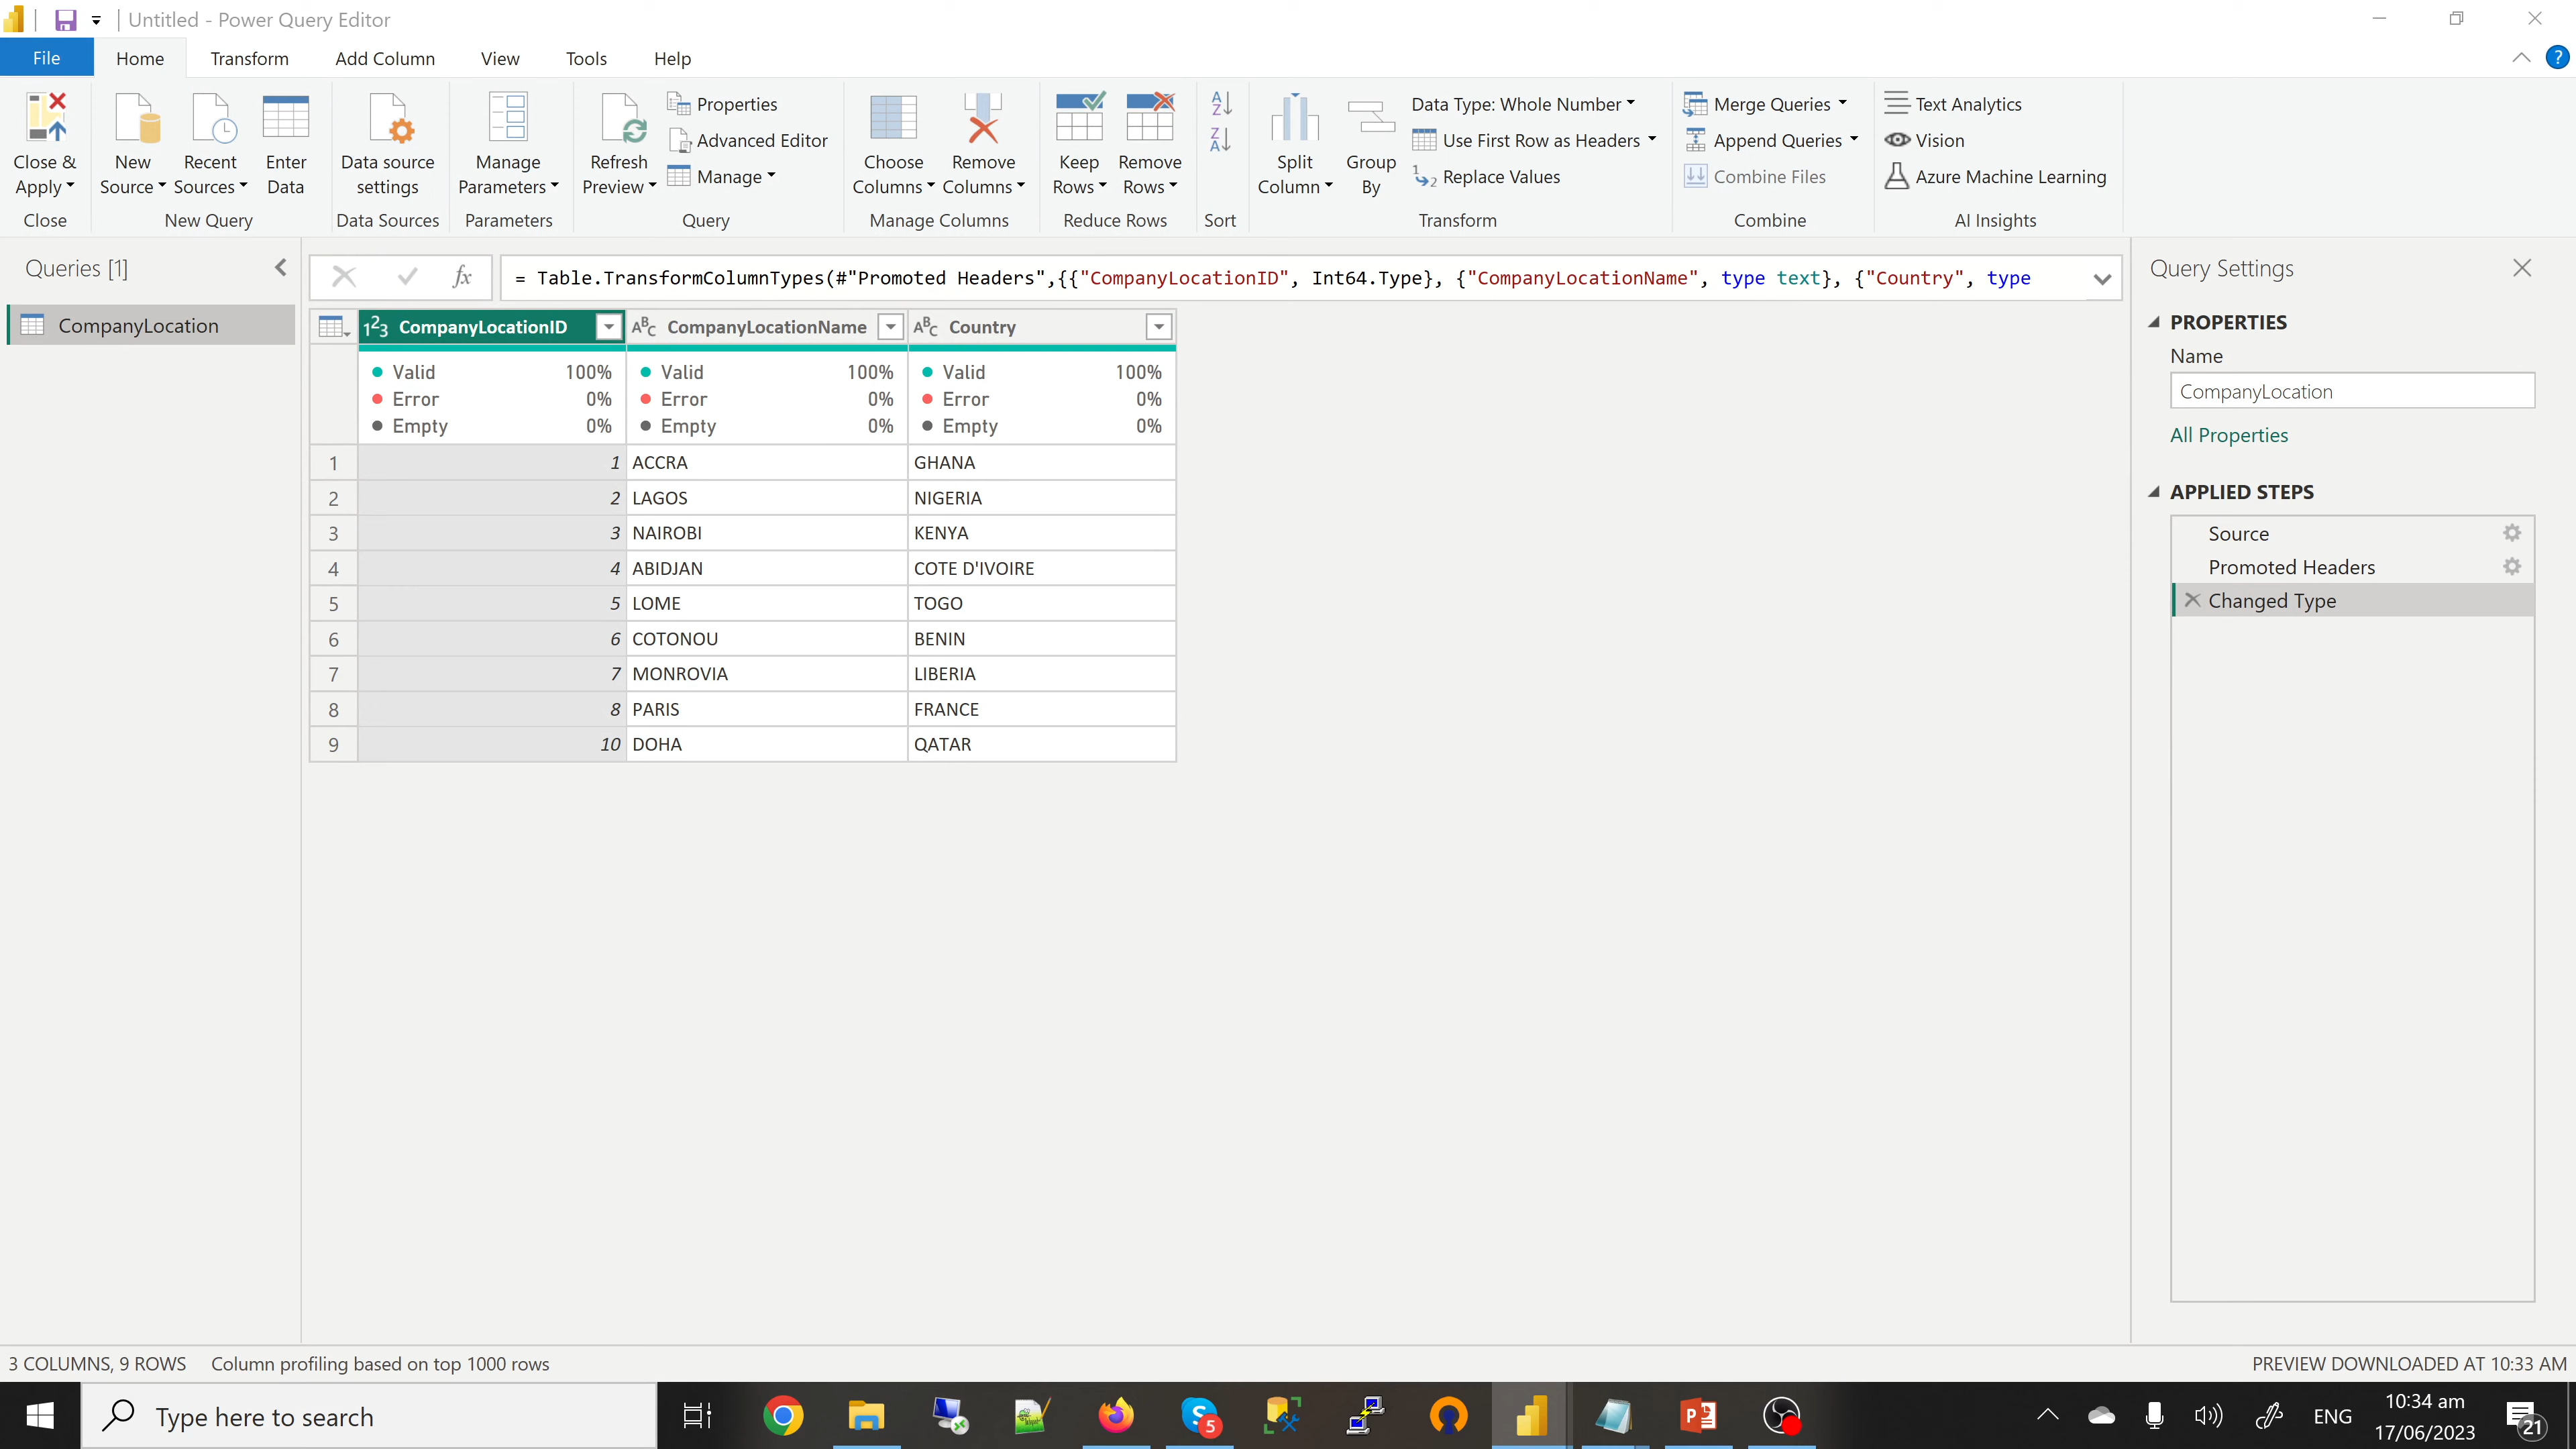 Untitled - Power Query Editor
File Home Transform Add Column View Tools Help
Close & Apply
New Source
Recent Sources
Enter Data
Data source settings
Manage Parameters
Refresh Preview
Properties
Advanced Editor
Manage
Choose Columns
Remove Columns
Keep Rows
Remove Rows
Split Column
Group By
Data Type: Whole Number
Use First Row as Headers
Replace Values
Merge Queries
Append Queries
Combine Files
Text Analytics
Vision
Azure Machine Learning
Close New Query Data Sources Parameters Query Manage Columns Reduce Rows Sort Transform Combine AI Insights
Queries [1]
CompanyLocation
fx = Table.TransformColumnTypes(#"Promoted Headers",{{"CompanyLocationID", Int64.Type}, {"CompanyLocationName", type text}, {"Country", type
123 CompanyLocationID ABC CompanyLocationName ABC Country
Valid 100% Valid 100% Valid 100%
Error 0% Error 0% Error 0%
Empty 0% Empty 0% Empty 0%
1 1 ACCRA GHANA
2 2 LAGOS NIGERIA
3 3 NAIROBI KENYA
4 4 ABIDJAN COTE D'IVOIRE
5 5 LOME TOGO
6 6 COTONOU BENIN
7 7 MONROVIA LIBERIA
8 8 PARIS FRANCE
9 10 DOHA QATAR
Query Settings
PROPERTIES
Name
CompanyLocation
All Properties
APPLIED STEPS
Source
Promoted Headers
Changed Type
3 COLUMNS, 9 ROWS Column profiling based on top 1000 rows PREVIEW DOWNLOADED AT 10:33 AM
Type here to search 5 ENG 10:34 am
17/06/2023 21